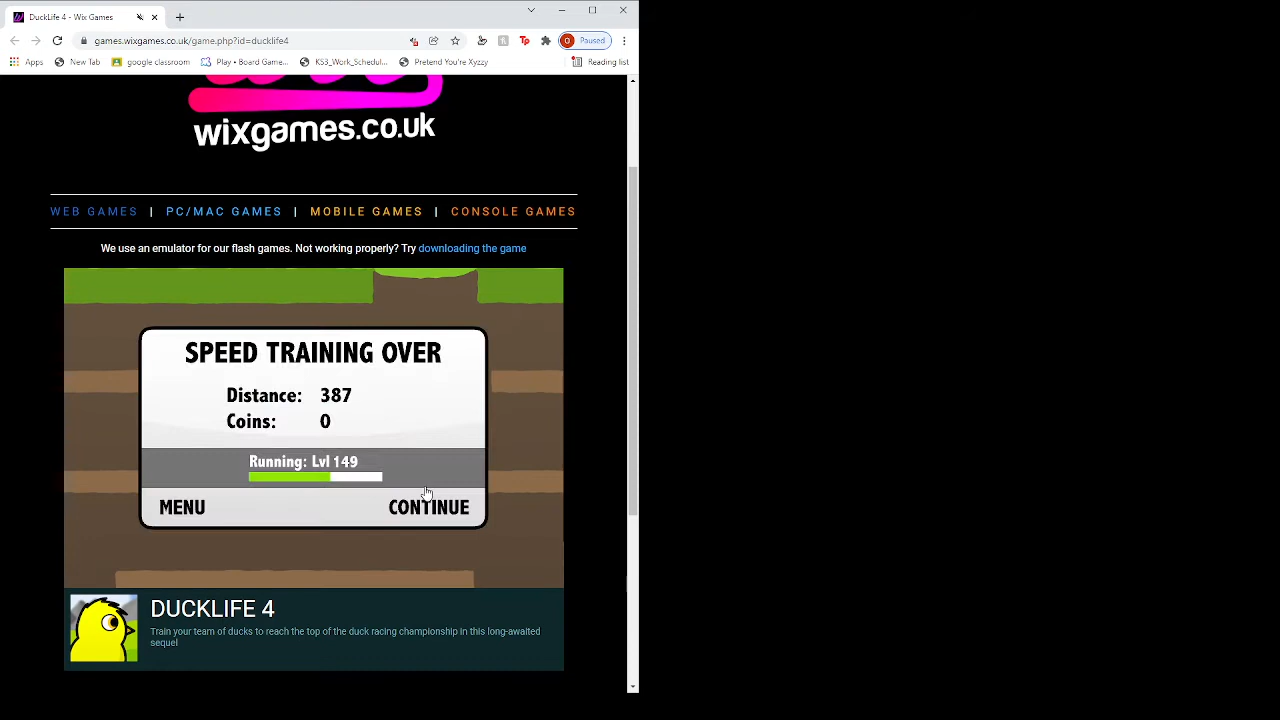 DuckLife 4 - Wix Games
games.wixgames.co.uk/game.php?id=ducklife4
Tp
O Paused
Apps New Tab google classroom Play • Board Game... KS3_Work_Schedul... Pretend You're Xyzzy Reading list
wixgames.co.uk
WEB GAMES | PC/MAC GAMES | MOBILE GAMES | CONSOLE GAMES
We use an emulator for our flash games. Not working properly? Try downloading the game
SPEED TRAINING OVER
Distance: 387
Coins: 0
Running: Lvl 149
MENU CONTINUE
DUCKLIFE 4
Train your team of ducks to reach the top of the duck racing championship in this long-awaited
sequel